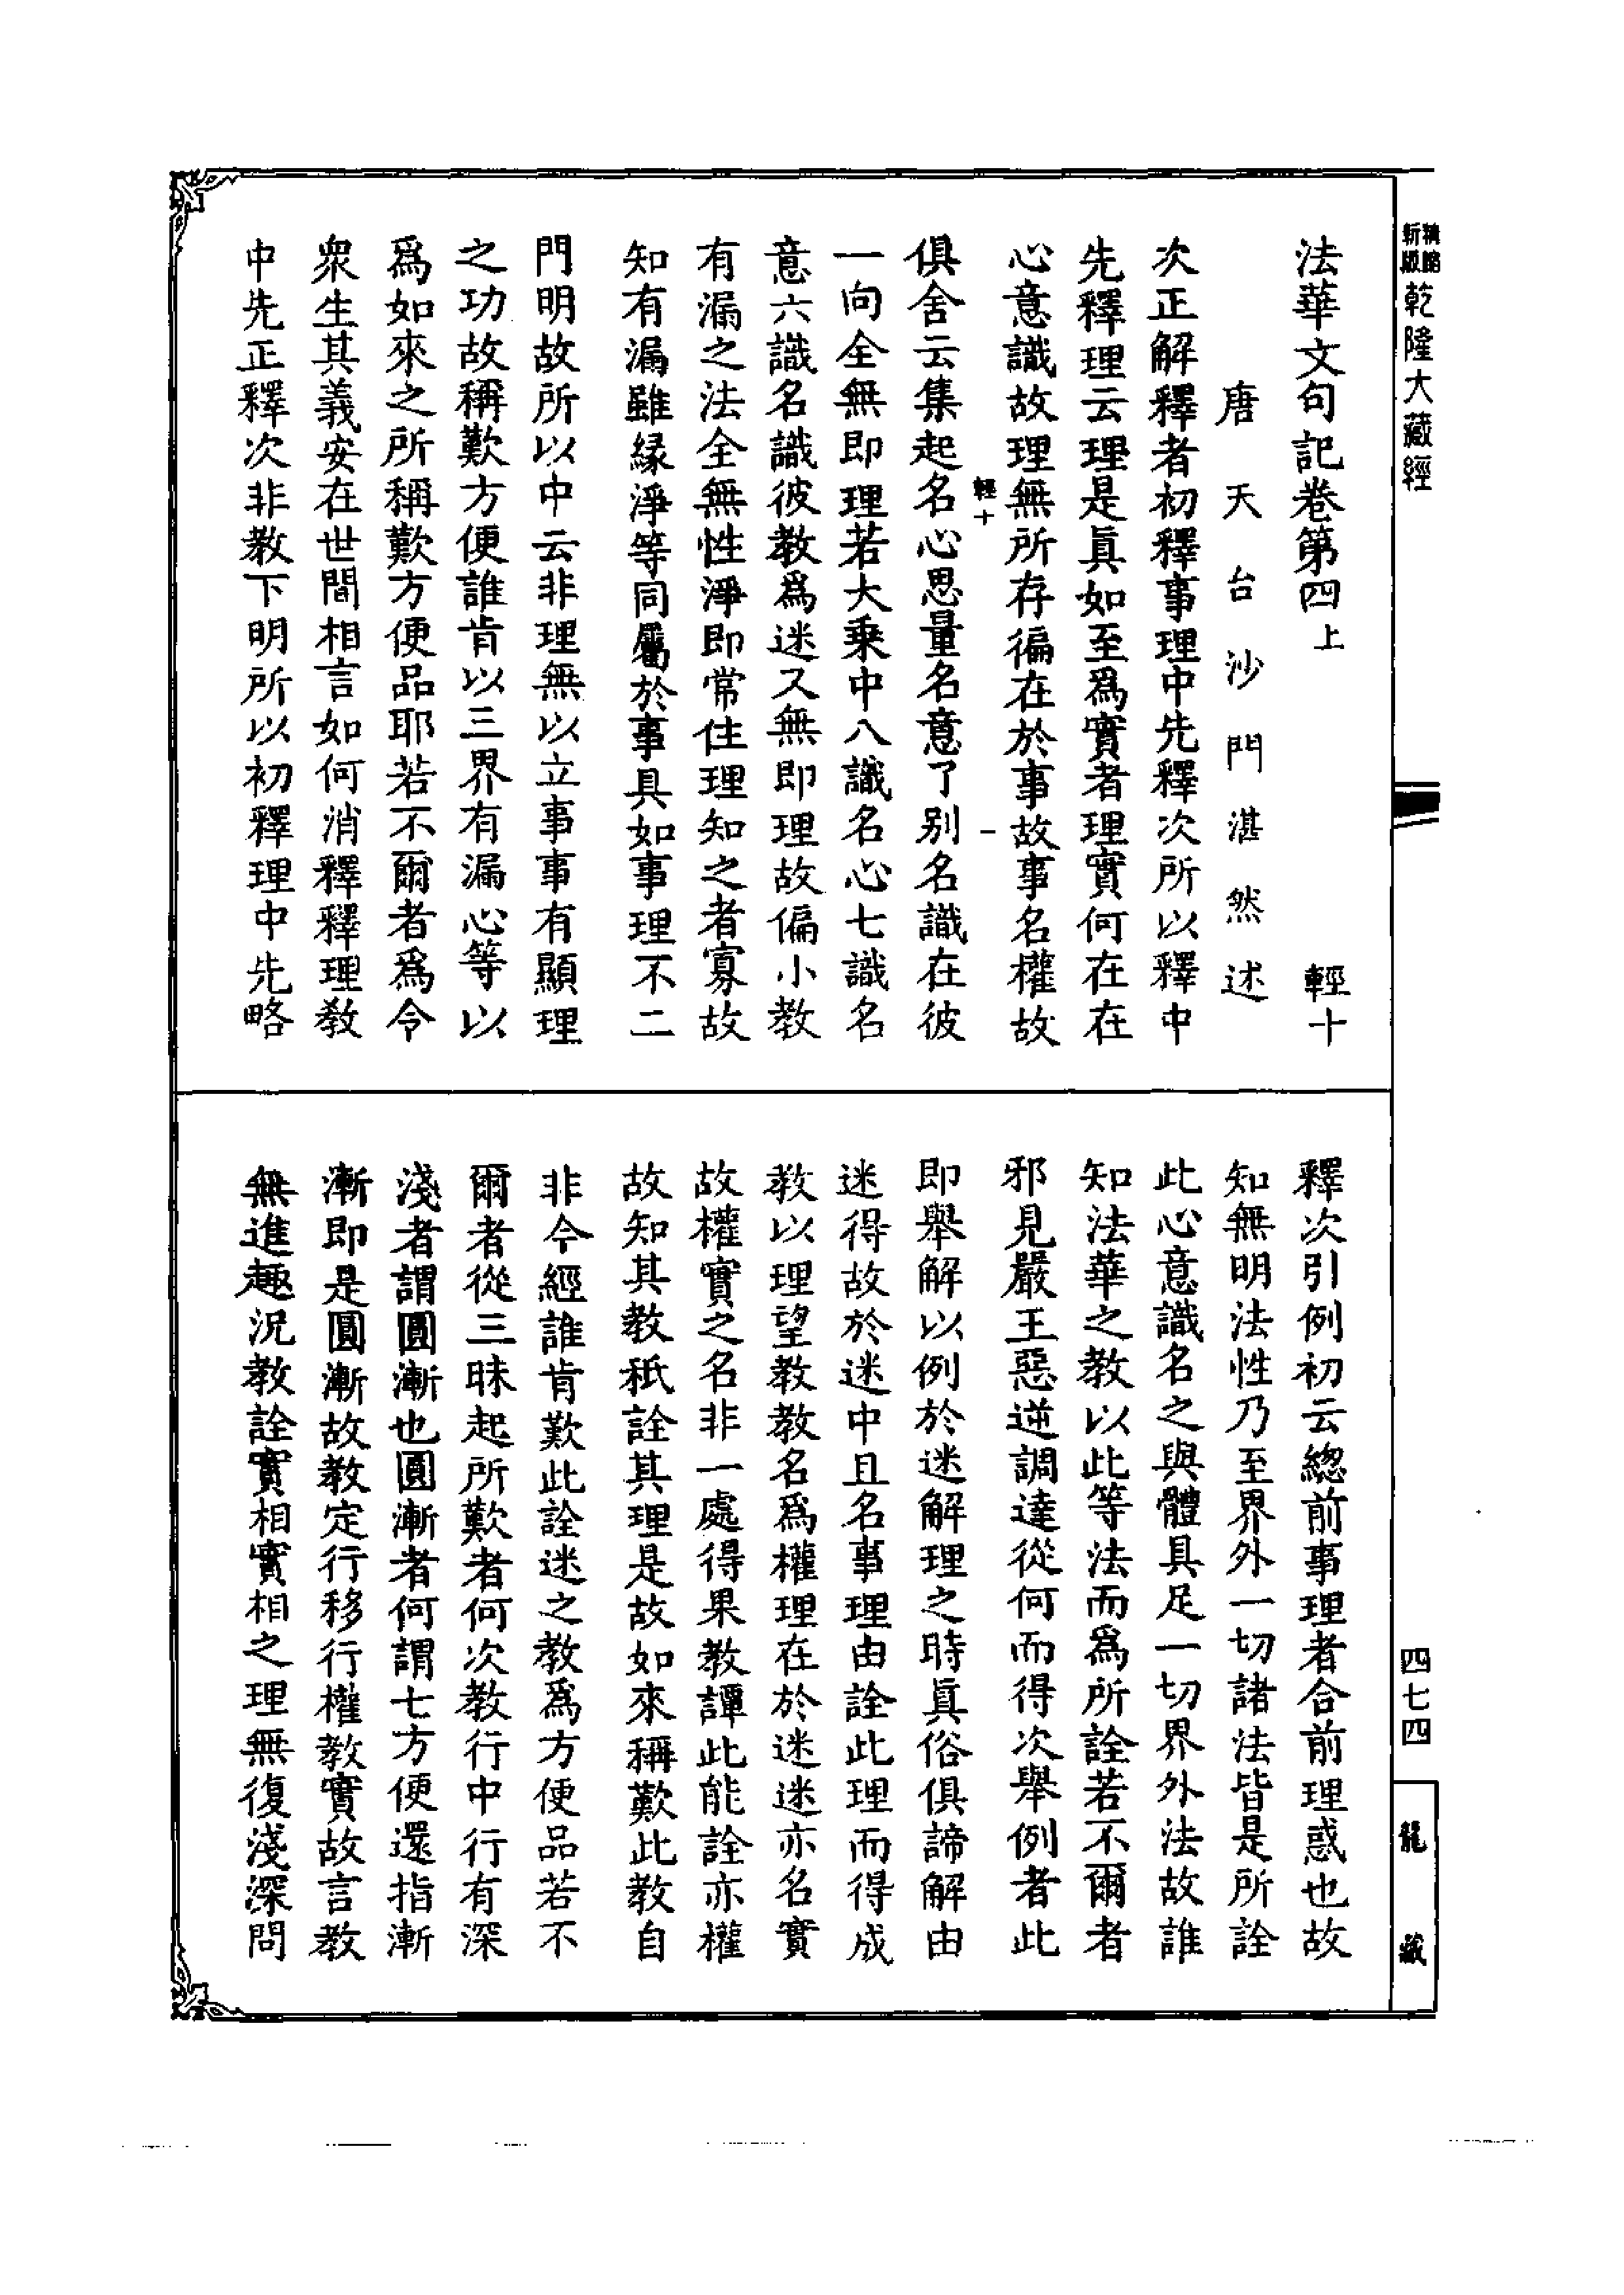 新版
精縮
乾隆大藏經
四七四
龍藏
法華文句記卷第四上 輕十
唐天台沙門湛然述
次正解釋者初釋事理中先釋次所以釋中
先釋理云理是眞如至爲實者理實何在在
心意識故理無所存徧在於事故事名權故
輕十 一
俱舍云集起名心思量名意了別名識在彼
一向全無即理若大乗中八識名心七識名
意六識名識彼教爲迷又無即理故偏小教
有漏之法全無性淨即常住理知之者寡故
知有漏雖緣淨等同屬於事具如事理不二
門明故所以中云非理無以立事事有顯理
之功故稱歎方便誰肯以三界有漏心等以
爲如來之所稱歎方便品耶若不爾者爲令
衆生其義安在世間相言如何消釋釋理教
中先正釋次非教下明所以初釋理中先略
釋次引例初云總前事理者合前理惑也故
知無明法性乃至界外一切諸法皆是所詮
此心意識名之與體具足一切界外法故誰
知法華之教以此等法而爲所詮若不爾者
邪見嚴王惡逆調達從何而得次舉例者此
即舉解以例於迷解理之時眞俗俱諦解由
迷得故於迷中且名事理由詮此理而得成
教以理望教教名爲權理在於迷迷亦名實
故權實之名非一處得果教譚此能詮亦權
故知其教秖詮其理是故如來稱歎此教自
非今經誰肯歎此詮迷之教爲方便品若不
爾者從三昧起所歎者何次教行中行有深
淺者謂圓漸也圓漸者何謂七方便還指漸
漸即是圓漸故教定行移行權教實故言教
無進趣況教詮實相實相之理無復淺深問